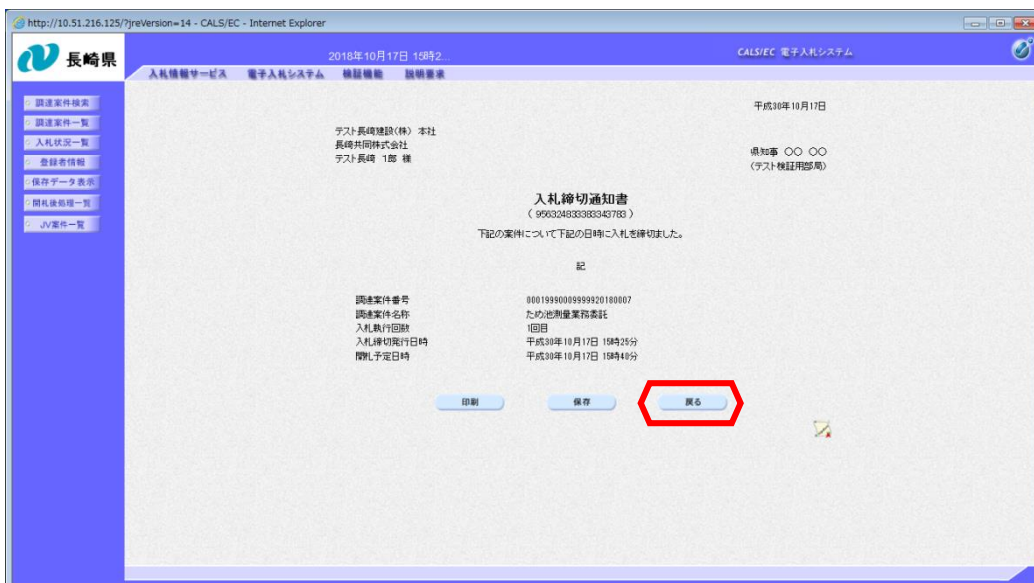 http://10.51.216.125/?jreVersion=14 - CALS/EC - Internet Explorer
長崎県
2018年10月17日 15時2...
CALS/EC 電子入札システム
入札情報サービス 電子入札システム 検証機能 説明要求
調達案件検索
調達案件一覧
入札状況一覧
登録者情報
保存データ表示
開札後処理一覧
JV案件一覧
平成30年10月17日
テスト長崎建設(株) 本社
長崎共同株式会社
テスト長崎 1郎 様
県知事 〇〇 〇〇
(テスト検証用部局)
入札締切通知書
( 956324833383343783 )
下記の案件について下記の日時に入札を締切ました。
記
調達案件番号 00019990009999920180007
調達案件名称 ため池測量業務委託
入札執行回数 1回目
入札締切発行日時 平成30年10月17日 15時25分
開札予定日時 平成30年10月17日 15時40分
印刷 保存 戻る